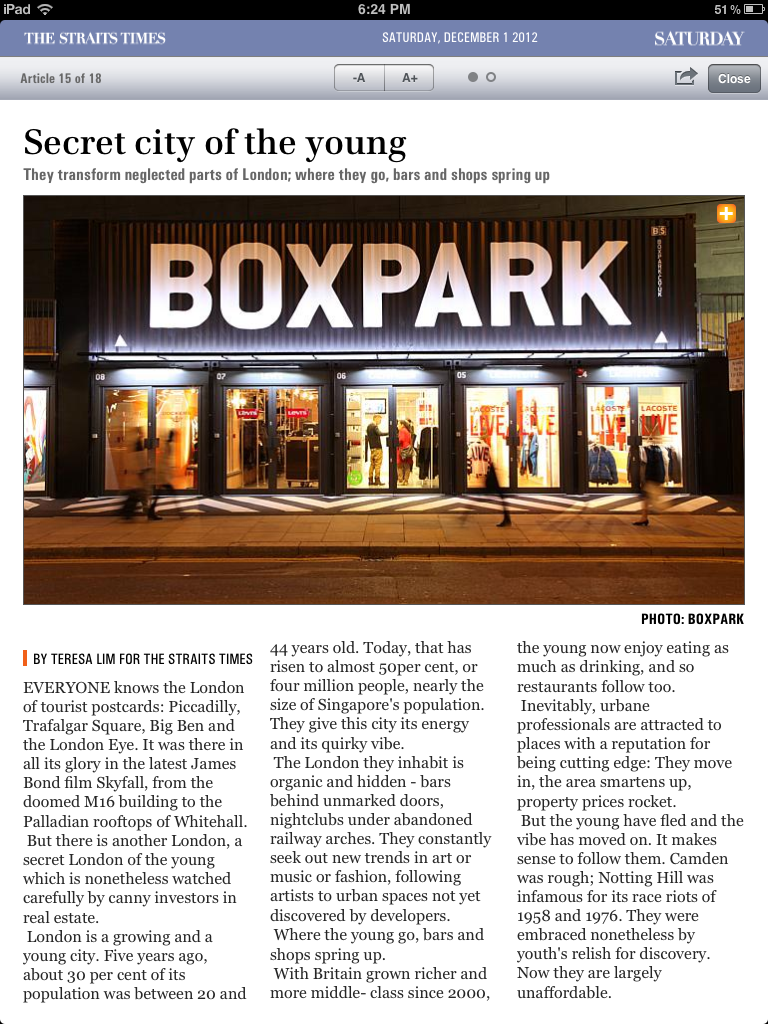 iPad 6:24 PM 51 %
THE STRAITS TIMES SATURDAY, DECEMBER 1 2012 SATURDAY
Article 15 of 18 -A A+ Close
Secret city of the young
They transform neglected parts of London; where they go, bars and shops spring up
BOXPARK
08 07 06 05
LEVI'S LEVI'S
LACOSTE LACOSTE LACOSTE
LIVE LIVE LIVE
PHOTO: BOXPARK
BY TERESA LIM FOR THE STRAITS TIMES
EVERYONE knows the London
of tourist postcards: Piccadilly,
Trafalgar Square, Big Ben and
the London Eye. It was there in
all its glory in the latest James
Bond film Skyfall, from the
doomed M16 building to the
Palladian rooftops of Whitehall.
But there is another London, a
secret London of the young
which is nonetheless watched
carefully by canny investors in
real estate.
London is a growing and a
young city. Five years ago,
about 30 per cent of its
population was between 20 and
44 years old. Today, that has
risen to almost 50per cent, or
four million people, nearly the
size of Singapore's population.
They give this city its energy
and its quirky vibe.
The London they inhabit is
organic and hidden - bars
behind unmarked doors,
nightclubs under abandoned
railway arches. They constantly
seek out new trends in art or
music or fashion, following
artists to urban spaces not yet
discovered by developers.
Where the young go, bars and
shops spring up.
With Britain grown richer and
more middle- class since 2000,
the young now enjoy eating as
much as drinking, and so
restaurants follow too.
Inevitably, urbane
professionals are attracted to
places with a reputation for
being cutting edge: They move
in, the area smartens up,
property prices rocket.
But the young have fled and the
vibe has moved on. It makes
sense to follow them. Camden
was rough; Notting Hill was
infamous for its race riots of
1958 and 1976. They were
embraced nonetheless by
youth's relish for discovery.
Now they are largely
unaffordable.